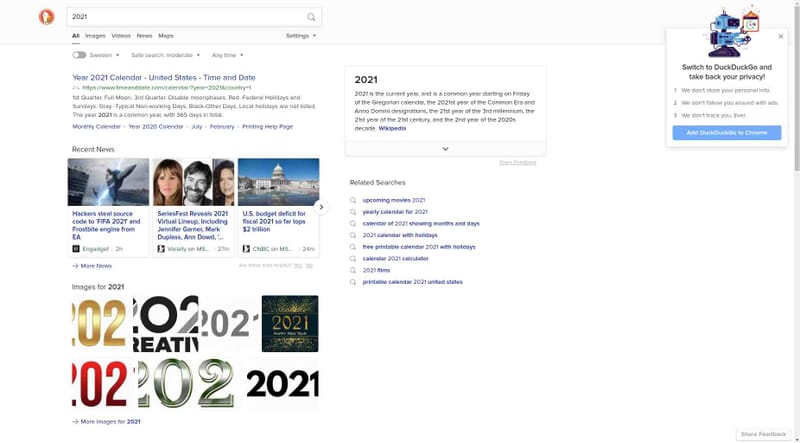 2021
All Images Videos News Maps Settings
Sweden Safe search: moderate Any time
Year 2021 Calendar - United States - Time and Date
https://www.timeanddate.com/calendar/?year=2021&country=1
1st Quarter. Full Moon. 3rd Quarter. Disable moonphases. Red-Federal Holidays and
Sundays. Gray-Typical Non-working Days. Black-Other Days. Local holidays are not listed.
The year 2021 is a common year, with 365 days in total.
Monthly Calendar · Year 2020 Calendar · July · February · Printing Help Page
Recent News
Hackers steal source
code to 'FIFA 2021' and
Frostbite engine from
EA
Engadget 2h
SeriesFest Reveals 2021
Virtual Lineup, Including
Jennifer Garner, Mark
Duplass, Ann Dowd, '...
Variety on MS... 27m
U.S. budget deficit for
fiscal 2021 so far tops
$2 trillion
CNBC on MS... 24m
More News
Are these links helpful? Yes No
Images for 2021
202
202
REATIV
2021
2021
HAPPY NEW YEAR
202
202
2021
More Images for 2021
2021
2021 is the current year, and is a common year starting on Friday
of the Gregorian calendar, the 2021st year of the Common Era and
Anno Domini designations, the 21st year of the 3rd millennium, the
21st year of the 21st century, and the 2nd year of the 2020s
decade. Wikipedia
Share Feedback
Related Searches
upcoming movies 2021
yearly calendar for 2021
calendar of 2021 showing months and days
2021 calendar with holidays
free printable calendar 2021 with holidays
calendar 2021 calculator
2021 films
printable calendar 2021 united states
Switch to DuckDuckGo and
take back your privacy!
1 We don't store your personal info.
2 We don't follow you around with ads.
3 We don't track you. Ever.
Add DuckDuckGo to Chrome
Share Feedback